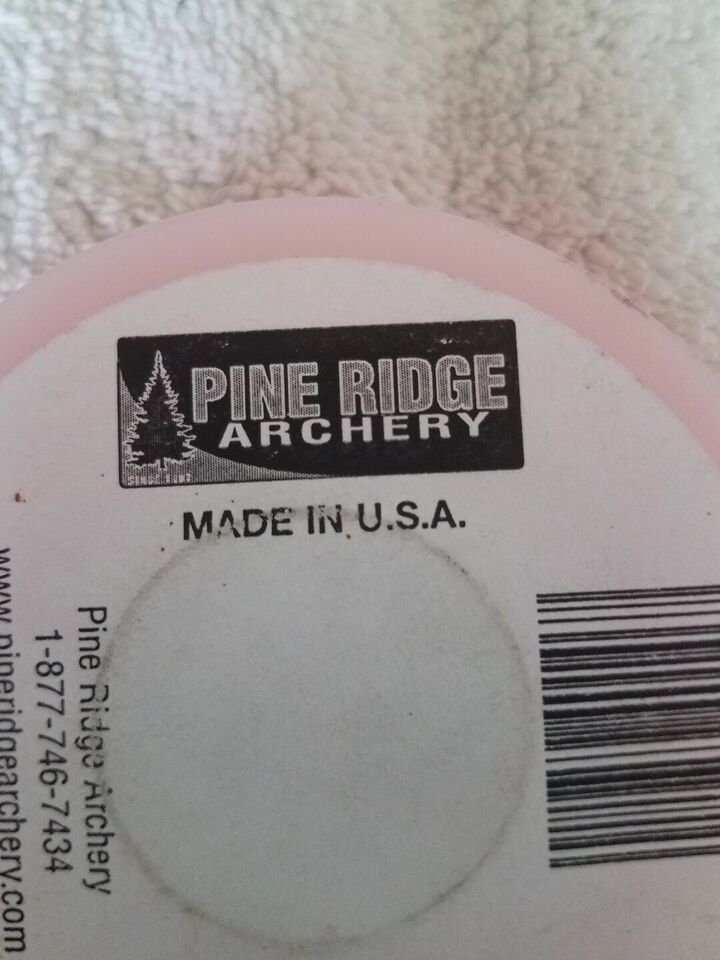 PINE RIDGE
ARCHERY
MADE IN U.S.A.
Pine Ridge Archery
1-877-746-7434
www.pineridgearchery.com